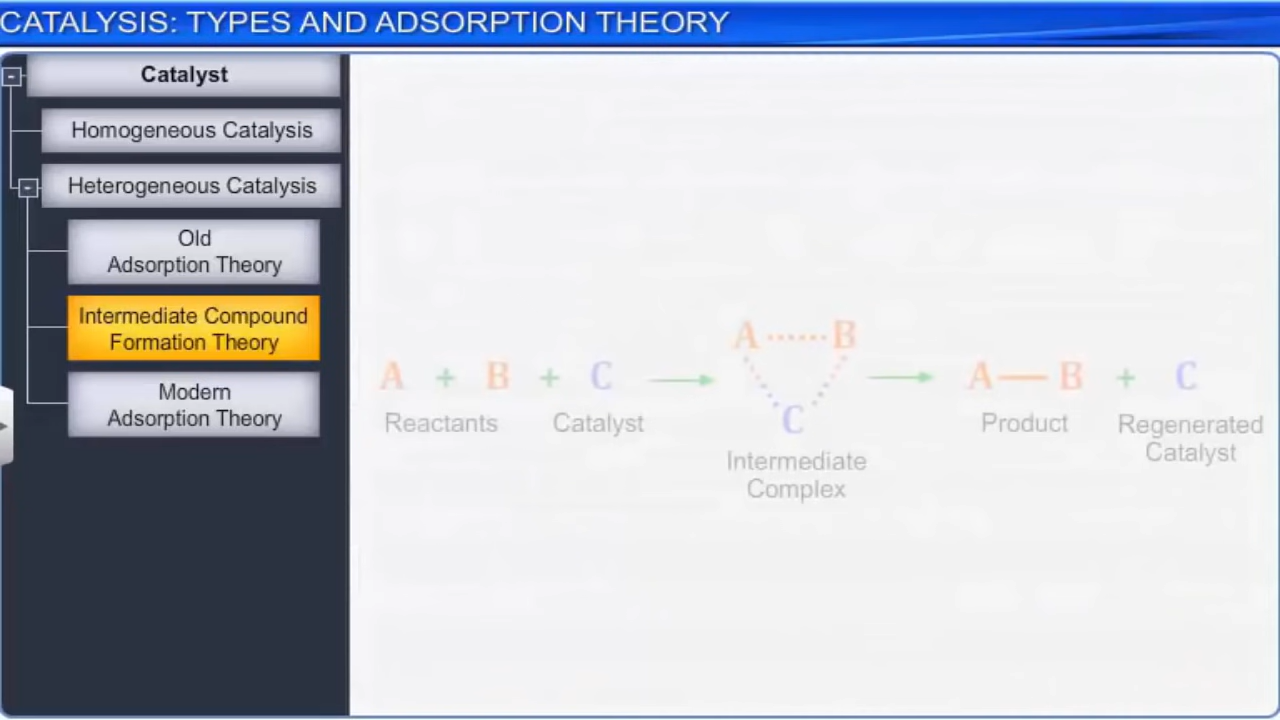 CATALYSIS: TYPES AND ADSORPTION THEORY
Catalyst
Homogeneous Catalysis
Heterogeneous Catalysis
Old
Adsorption Theory
Intermediate Compound
Formation Theory
Modern
Adsorption Theory
A + B + C → A ······ B C → A — B + C
Reactants Catalyst Product Regenerated
Catalyst
Intermediate
Complex